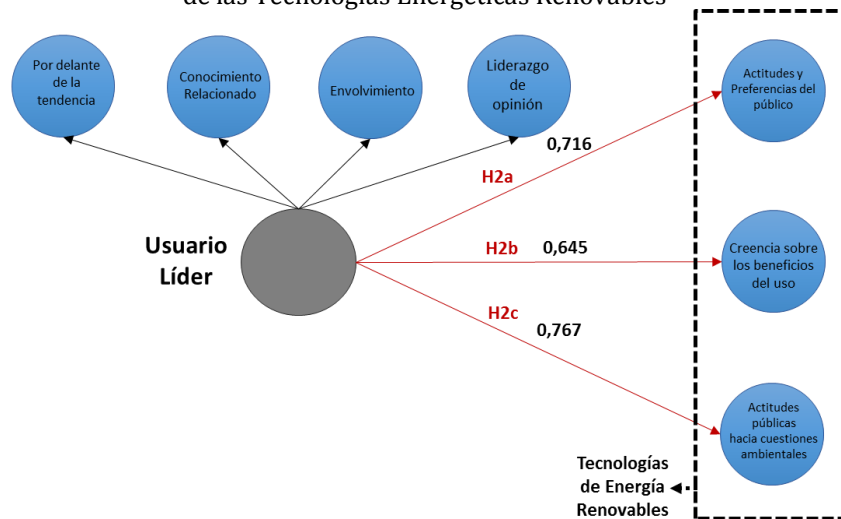 de las Tecnologías Energéticas Renovables
Por delante
de la
tendencia
Conocimiento
Relacionado
Envolvimiento
Liderazgo
de
opinión
Actitudes y
Preferencias del
público
0,716
H2a
Usuario
Líder
H2b
0,645
Creencia sobre
los beneficios
del uso
H2c
0,767
Actitudes
públicas
hacia cuestiones
ambientales
Tecnologías
de Energía
Renovables